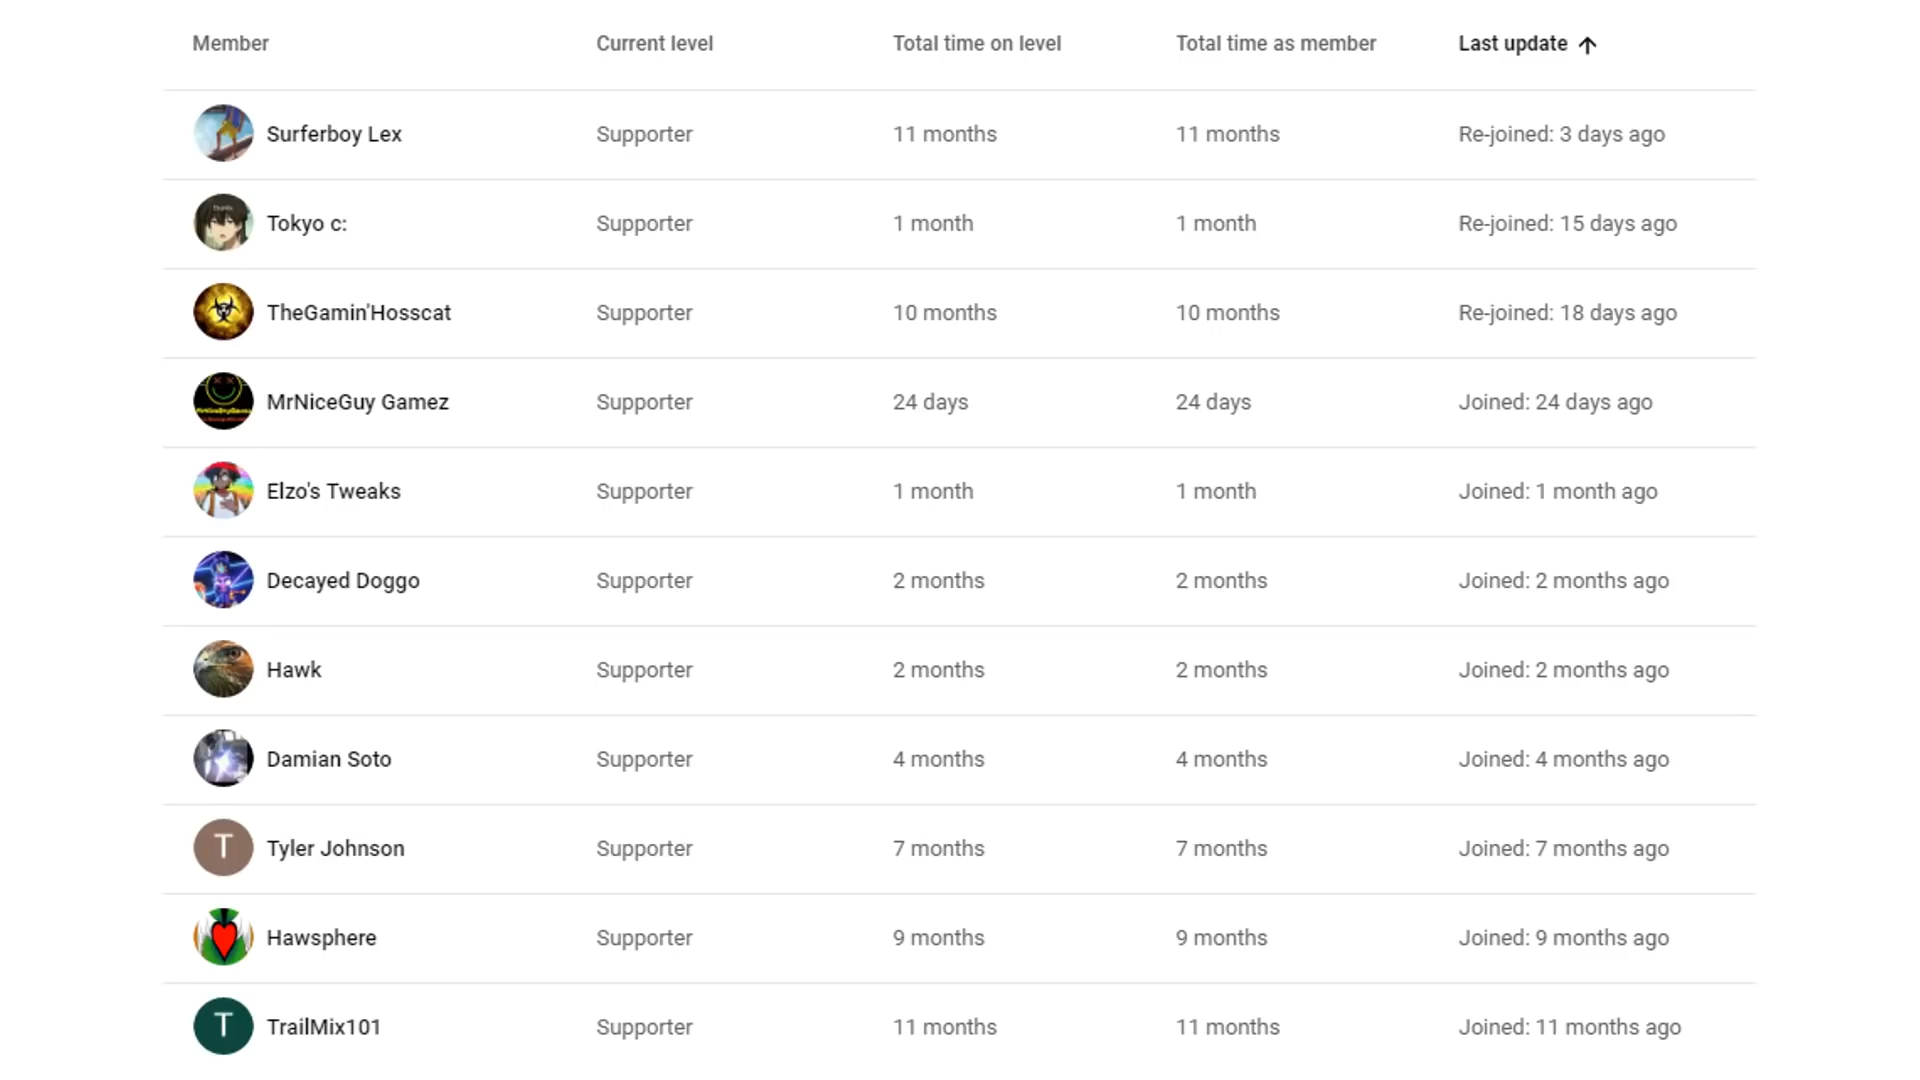 Member Current level Total time on level Total time as member Last update
Surferboy Lex Supporter 11 months 11 months Re-joined: 3 days ago
Tokyo c: Supporter 1 month 1 month Re-joined: 15 days ago
TheGamin'Hosscat Supporter 10 months 10 months Re-joined: 18 days ago
MrNiceGuy Gamez Supporter 24 days 24 days Joined: 24 days ago
Elzo's Tweaks Supporter 1 month 1 month Joined: 1 month ago
Decayed Doggo Supporter 2 months 2 months Joined: 2 months ago
Hawk Supporter 2 months 2 months Joined: 2 months ago
Damian Soto Supporter 4 months 4 months Joined: 4 months ago
T Tyler Johnson Supporter 7 months 7 months Joined: 7 months ago
Hawsphere Supporter 9 months 9 months Joined: 9 months ago
T TrailMix101 Supporter 11 months 11 months Joined: 11 months ago